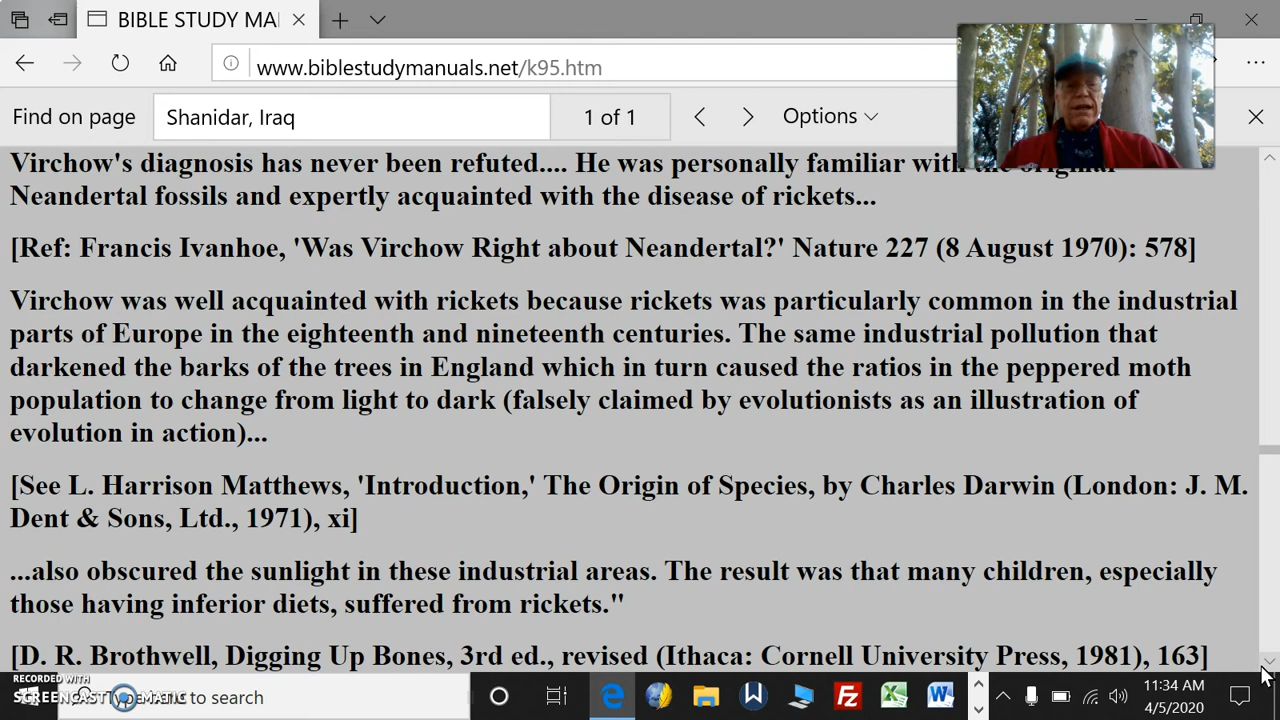 BIBLE STUDY MA
www.biblestudymanuals.net/k95.htm
Find on page
Shanidar, Iraq
1 of 1
Options
Virchow's diagnosis has never been refuted.... He was personally familiar with the original
Neandertal fossils and expertly acquainted with the disease of rickets...
[Ref: Francis Ivanhoe, 'Was Virchow Right about Neandertal?' Nature 227 (8 August 1970): 578]
Virchow was well acquainted with rickets because rickets was particularly common in the industrial
parts of Europe in the eighteenth and nineteenth centuries. The same industrial pollution that
darkened the barks of the trees in England which in turn caused the ratios in the peppered moth
population to change from light to dark (falsely claimed by evolutionists as an illustration of
evolution in action)...
[See L. Harrison Matthews, 'Introduction,' The Origin of Species, by Charles Darwin (London: J. M.
Dent & Sons, Ltd., 1971), xi]
...also obscured the sunlight in these industrial areas. The result was that many children, especially
those having inferior diets, suffered from rickets."
[D. R. Brothwell, Digging Up Bones, 3rd ed., revised (Ithaca: Cornell University Press, 1981), 163]
RECORDED WITH
SCREENCAST-O-MATIC
Type here to search
11:34 AM
4/5/2020